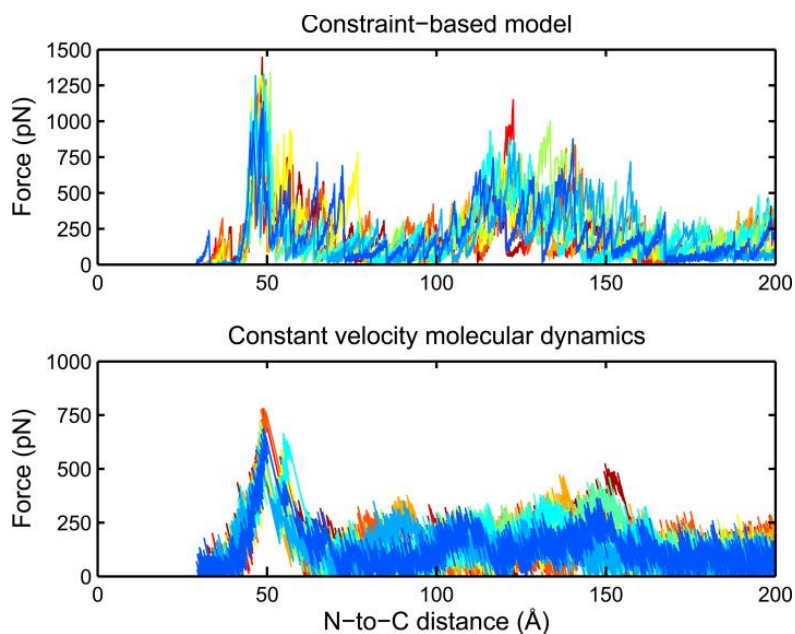 Constraint−based model
Force (pN)
1500
1250
1000
750
500
250
0
0 50 100 150 200
Constant velocity molecular dynamics
Force (pN)
1000
750
500
250
0
0 50 100 150 200
N−to−C distance (Å)